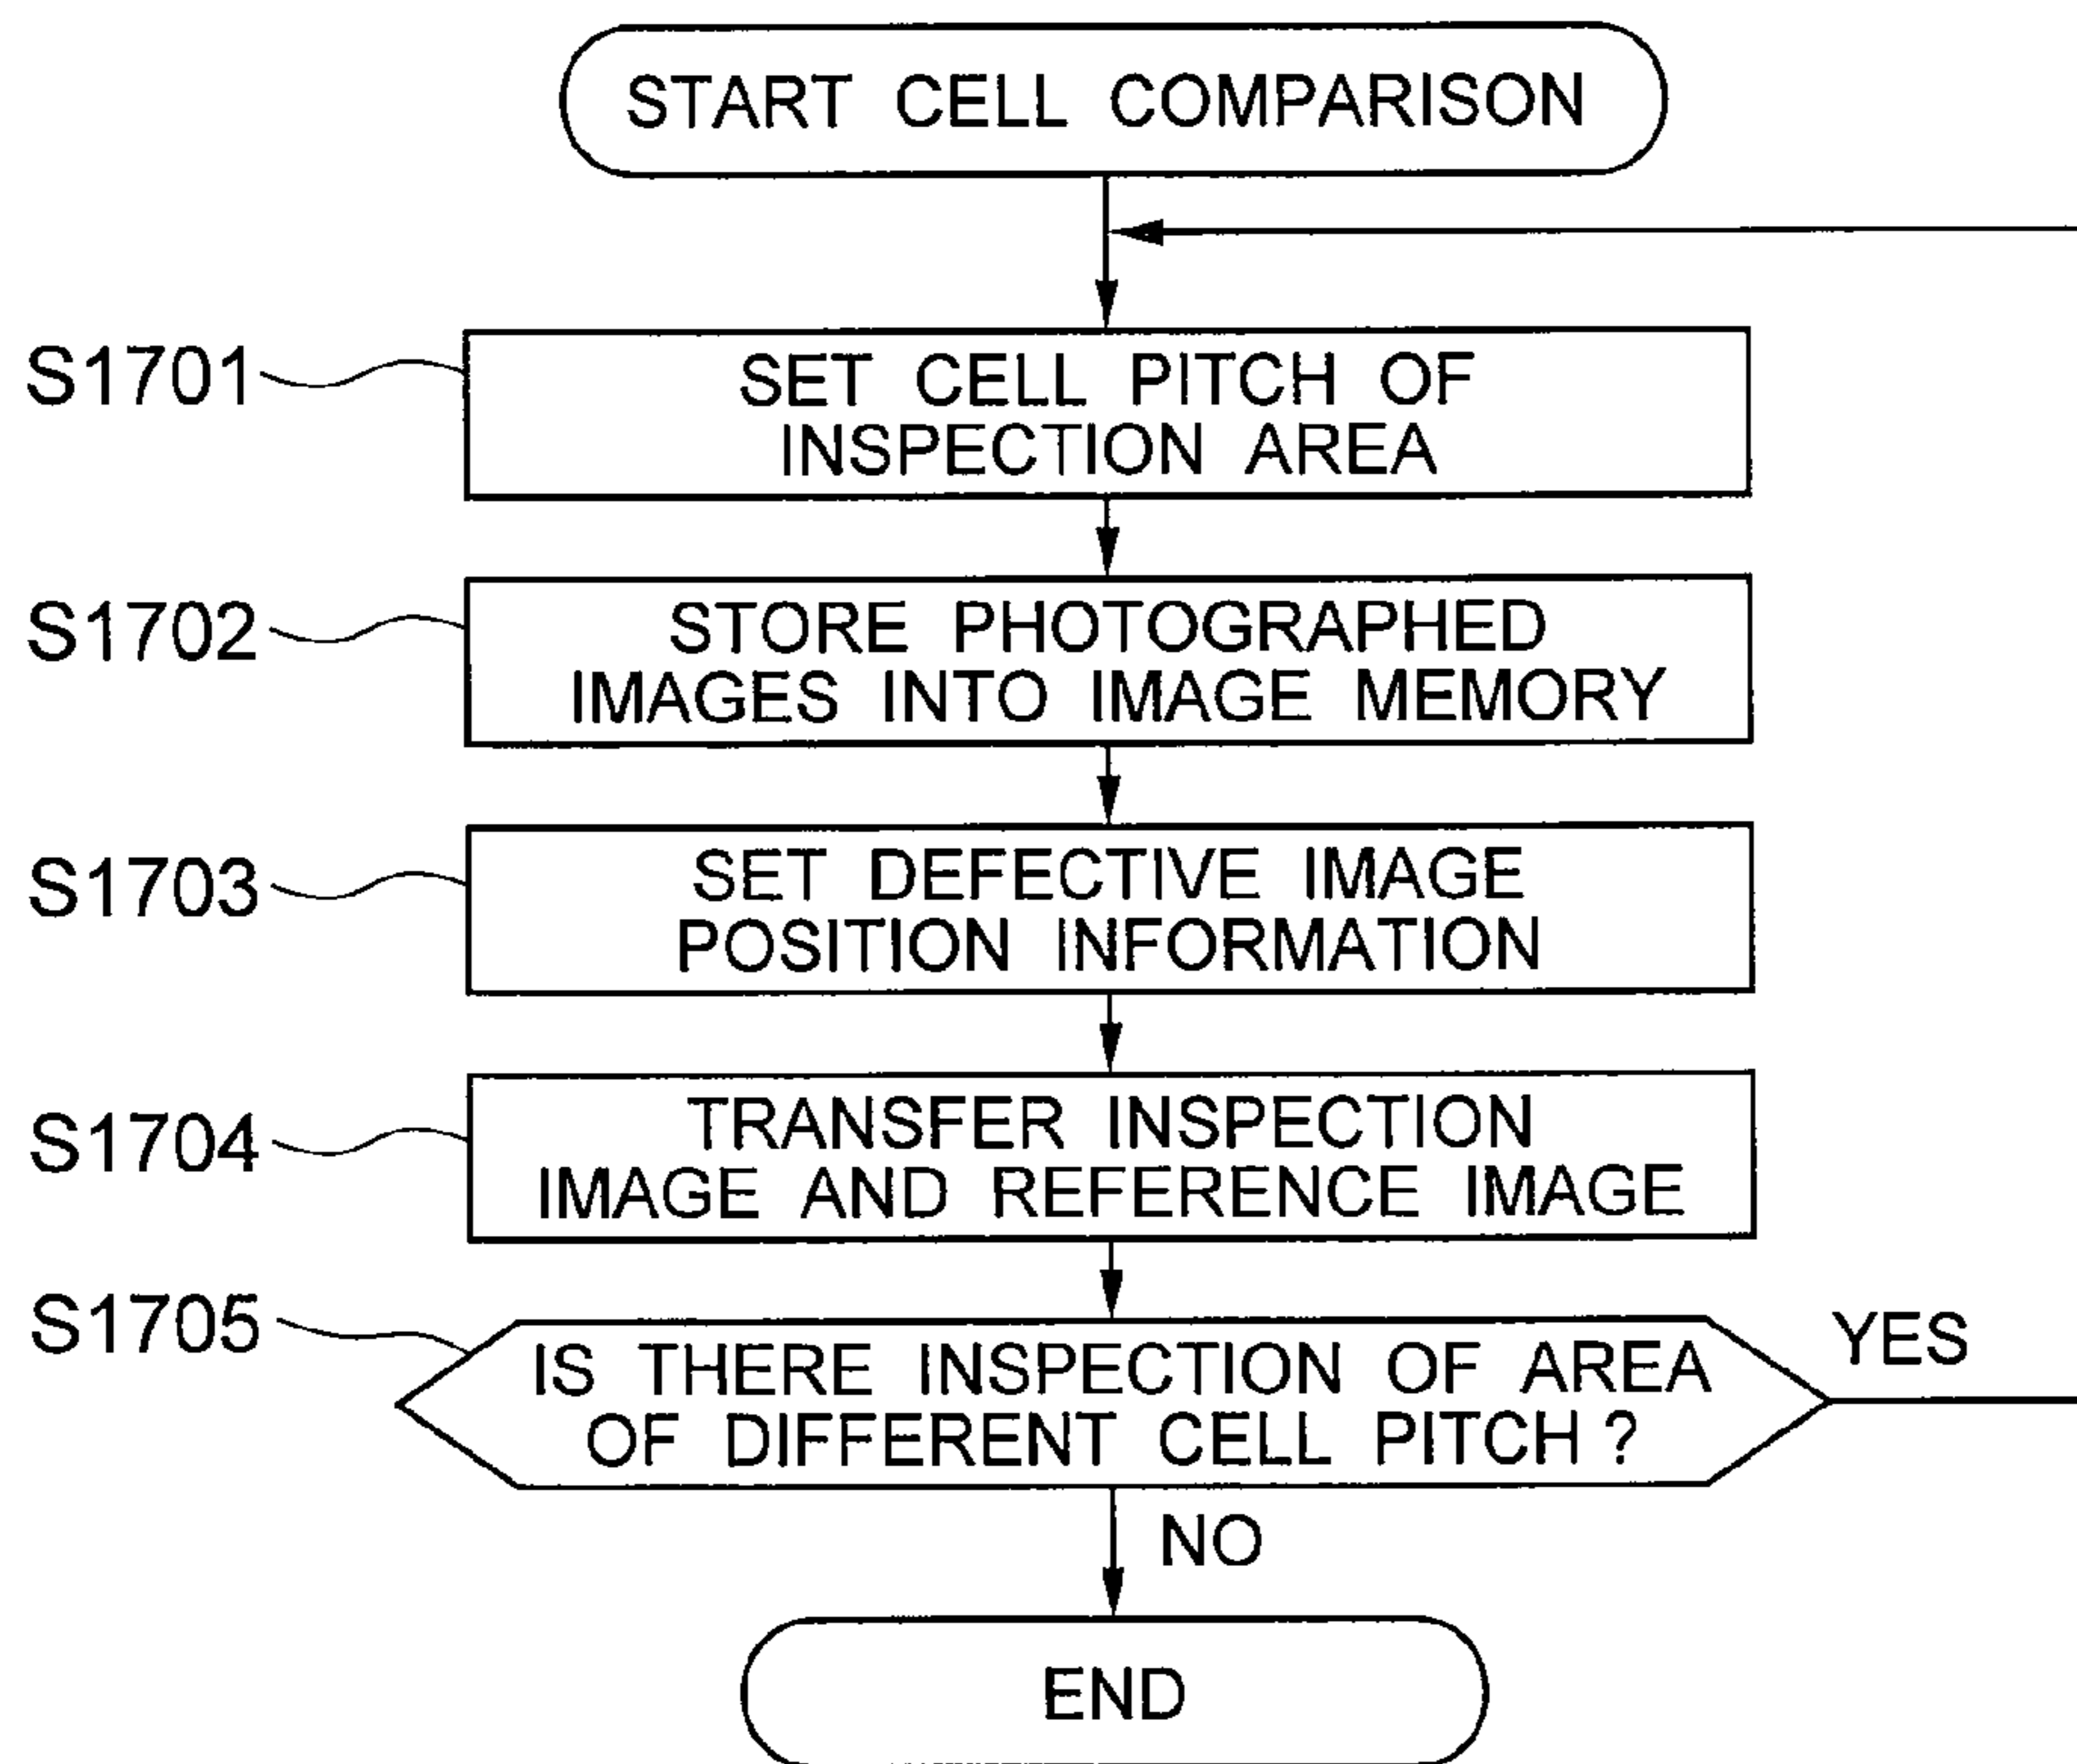 START CELL COMPARISON
S1701
SET CELL PITCH OF
INSPECTION AREA
S1702
STORE PHOTOGRAPHED
IMAGES INTO IMAGE MEMORY
S1703
SET DEFECTIVE IMAGE
POSITION INFORMATION
S1704
TRANSFER INSPECTION
IMAGE AND REFERENCE IMAGE
S1705
IS THERE INSPECTION OF AREA
OF DIFFERENT CELL PITCH ?
YES
NO
END